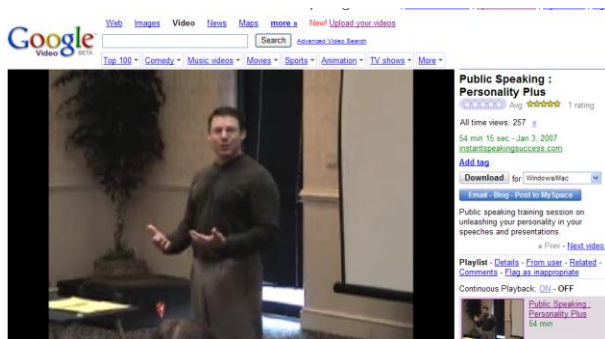 Web Images Video News Maps more » New! Upload your videos
Google
Video BETA
Search Advanced Video Search
Top 100 Comedy Music videos Movies Sports Animation TV shows More
Public Speaking :
Personality Plus
Avg: 1 rating
All time views: 257
54 min 15 sec - Jan 3, 2007
instantspeakingsuccess.com
Add tag
Download for Windows/Mac
Email - Blog - Post to MySpace
Public speaking training session on
unleashing your personality in your
speeches and presentations.
« Prev - Next video
Playlist - Details - From user - Related -
Comments - Flag as inappropriate
Continuous Playback: ON - OFF
Public Speaking :
Personality Plus
54 min